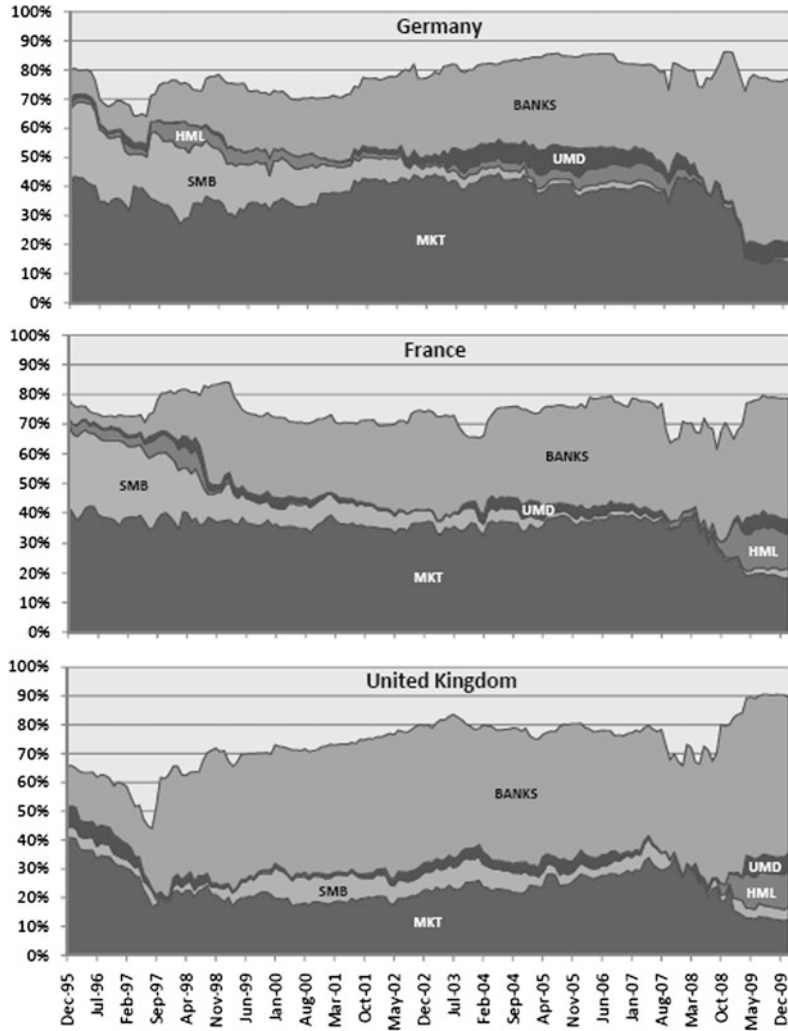 Germany
100%
90%
80%
70%
60%
50%
40%
30%
20%
10%
0%
BANKS
HML
UMD
SMB
MKT
France
100%
90%
80%
70%
60%
50%
40%
30%
20%
10%
0%
BANKS
SMB
UMD
HML
MKT
United Kingdom
100%
90%
80%
70%
60%
50%
40%
30%
20%
10%
0%
BANKS
UMD
HML
SMB
MKT
Dec-95
Jul-96
Feb-97
Sep-97
Apr-98
Nov-98
Jun-99
Jan-00
Aug-00
Mar-01
Oct-01
May-02
Dec-02
Jul-03
Feb-04
Sep-04
Apr-05
Nov-05
Jun-06
Jan-07
Aug-07
Mar-08
Oct-08
May-09
Dec-09